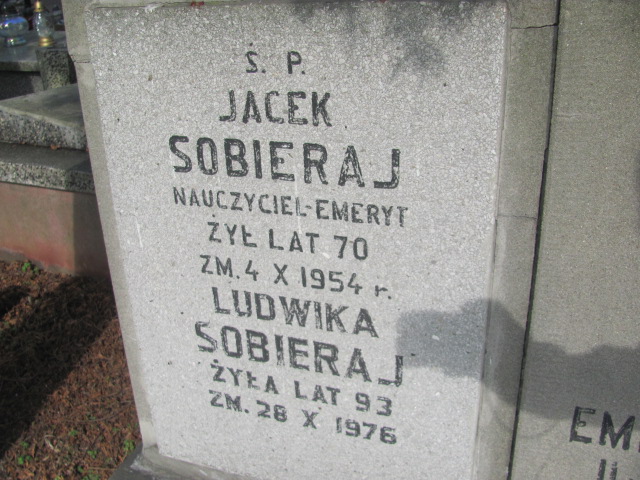 Ś. P.
JACEK
SOBIERAJ
NAUCZYCIEL-EMERYT
ŻYŁ LAT 70
ZM. 4 X 1954 r.
LUDWIKA
SOBIERAJ
ŻYŁA LAT 93
ZM. 28 X 1976